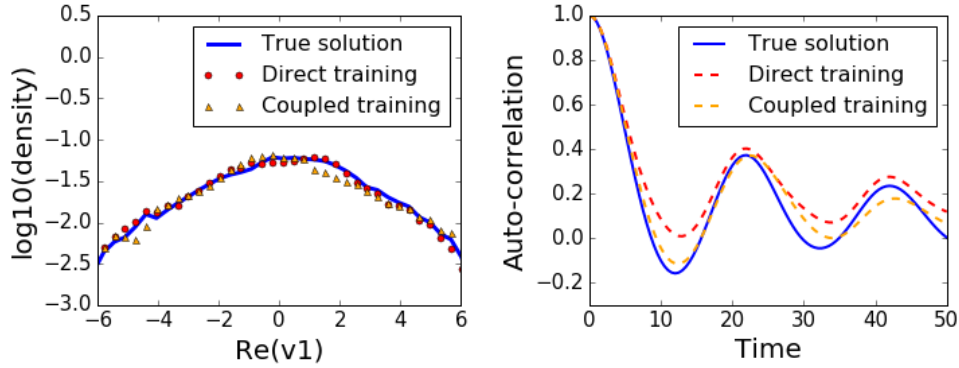 0.5
0.0
−0.5
−1.0
−1.5
−2.0
−2.5
−3.0
log10(density)
True solution
Direct training
Coupled training
−6 −4 −2 0 2 4 6
Re(v1)
1.0
0.8
0.6
0.4
0.2
0.0
−0.2
Auto-correlation
True solution
Direct training
Coupled training
0 10 20 30 40 50
Time